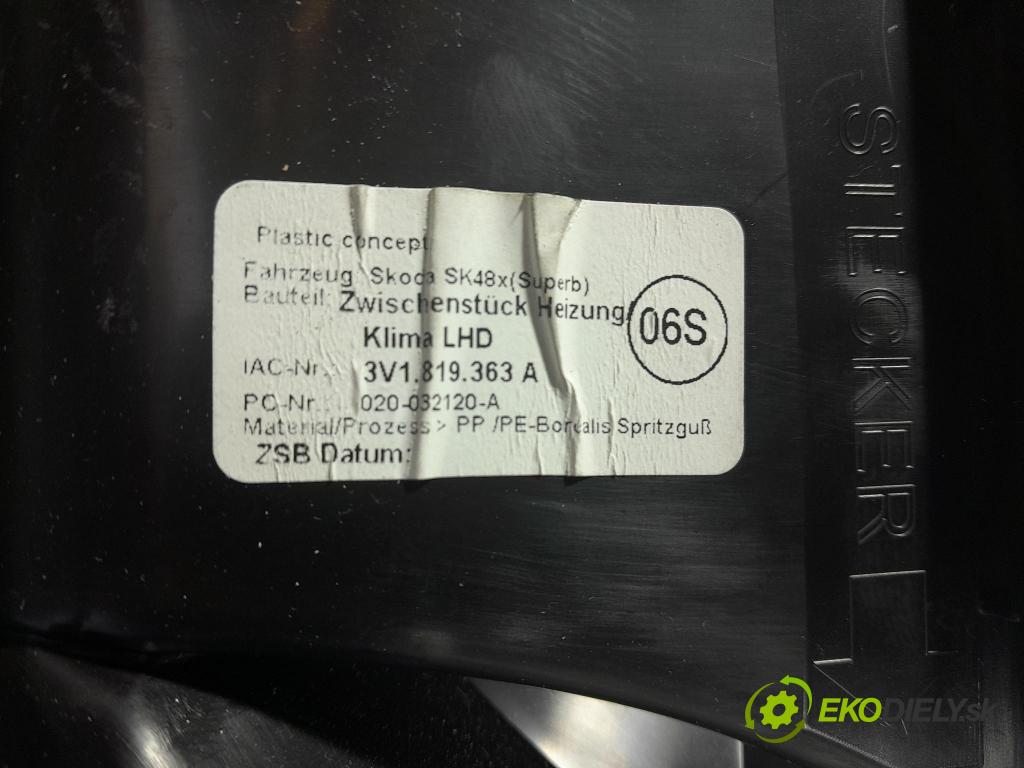 Plastic concept
Fahrzeug Skoda SK48x(Superb)
Bauteil: Zwischenstück Heizung/
Klima LHD
06S
IAC-Nr.: 3V1.819.363 A
PC-Nr.: 020-032120-A
Material/Prozess > PP /PE-Borealis Spritzguß
ZSB Datum:
STECKER
EKODIELY.sk